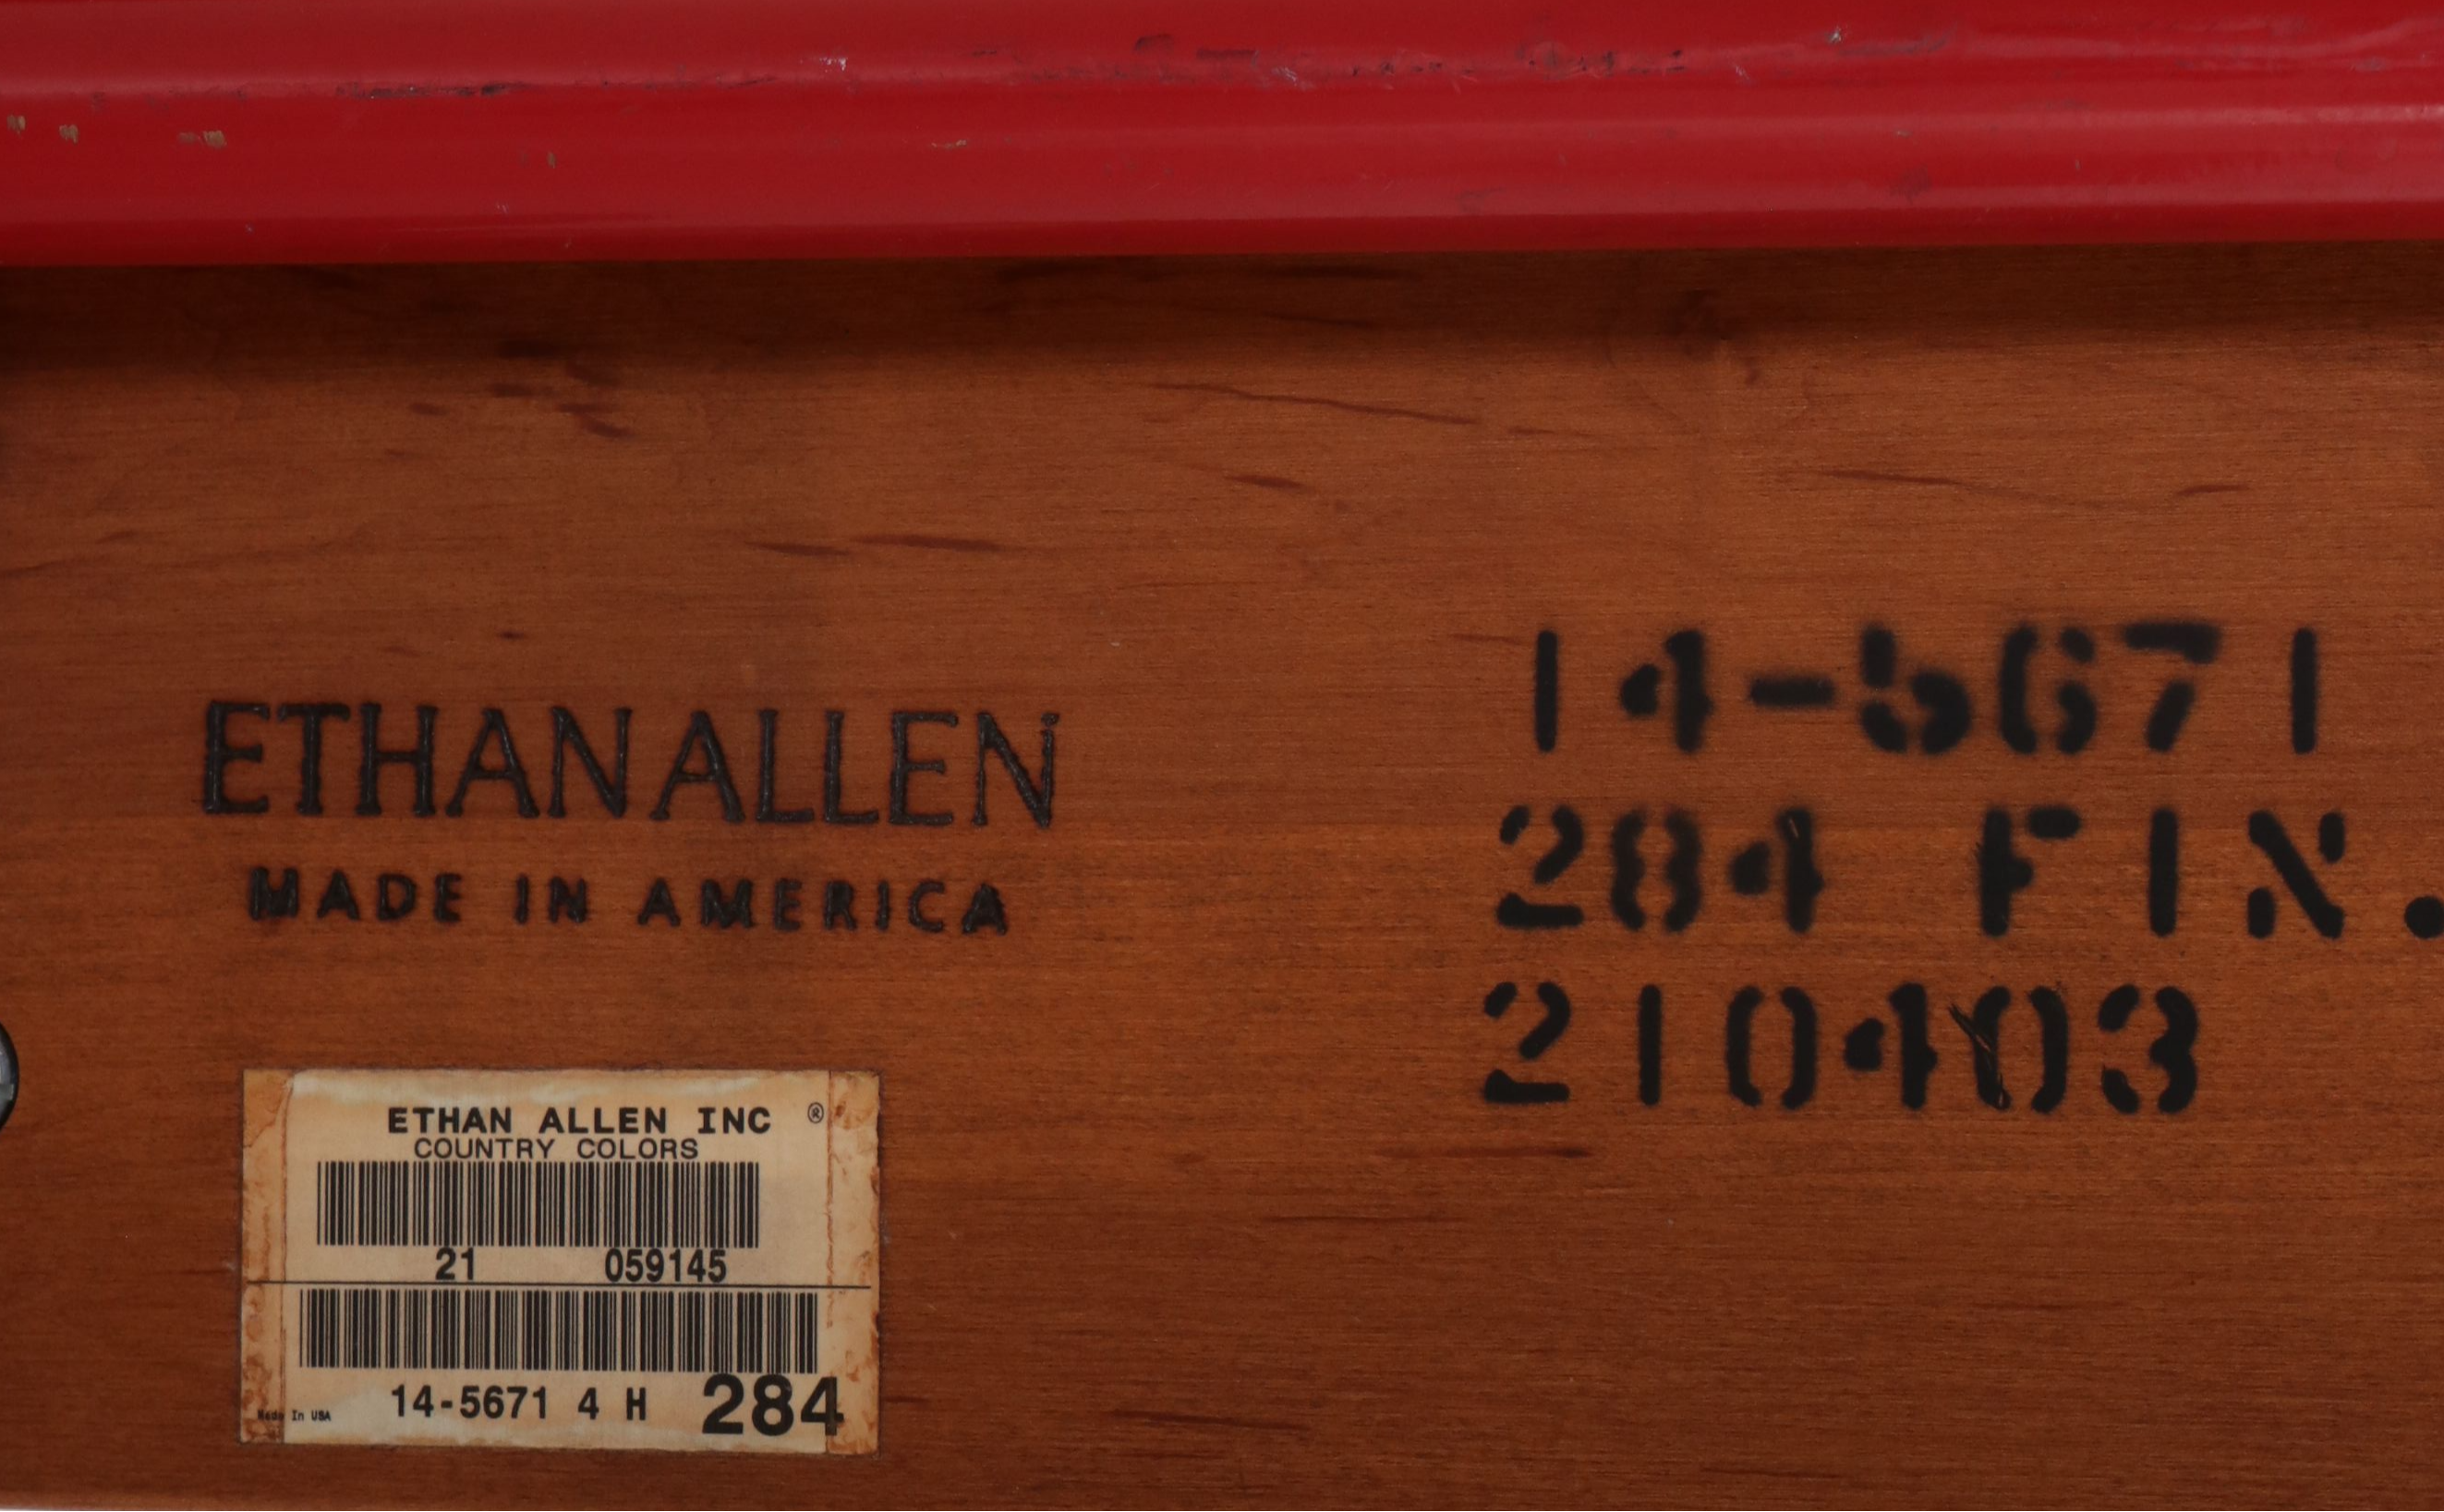 ETHAN ALLEN
MADE IN AMERICA
14-5671
284 FIN.
210403
ETHAN ALLEN INC ®
COUNTRY COLORS
21 059145
Made In USA 14-5671 4 H 284